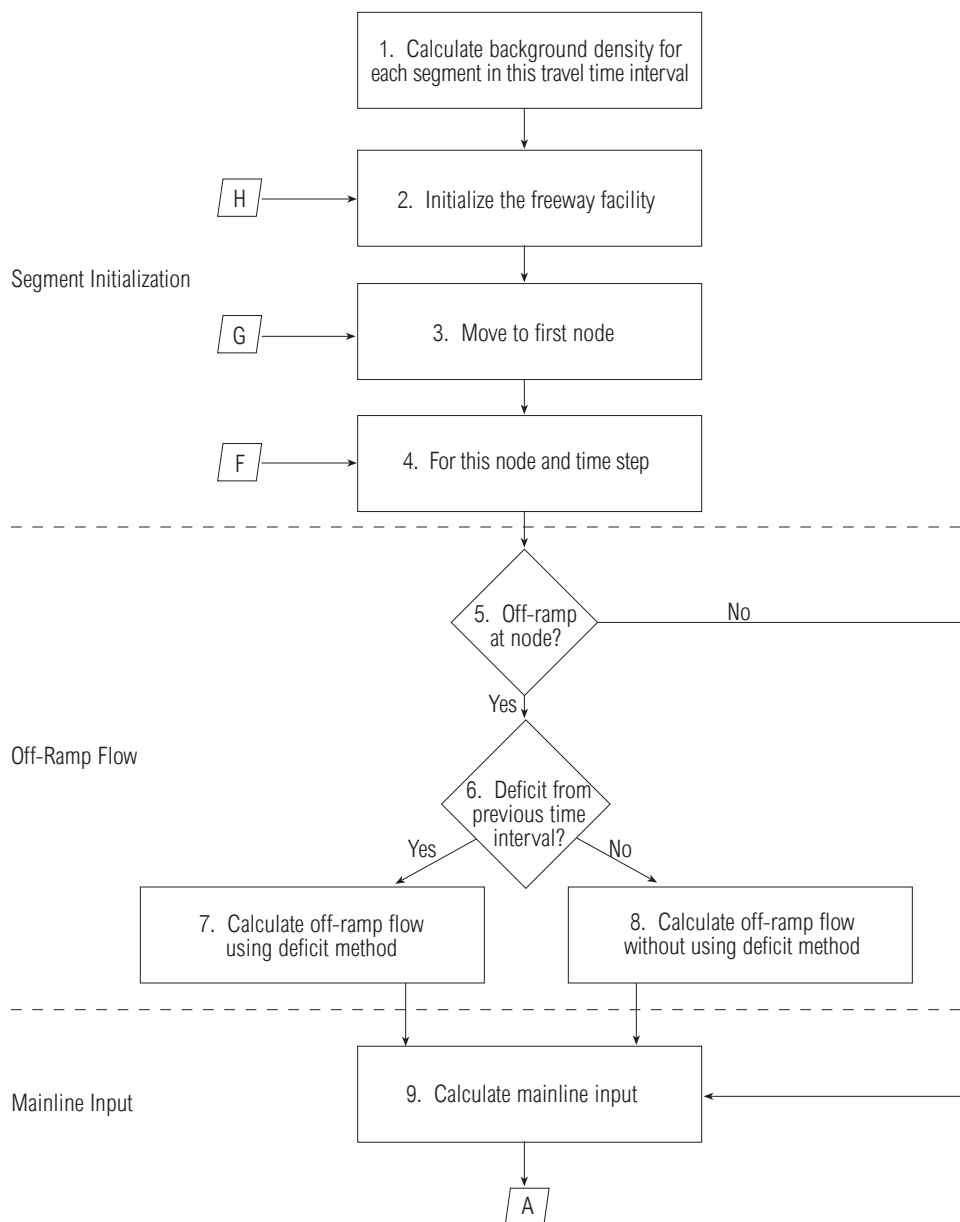 1. Calculate background density for
each segment in this travel time interval
H
2. Initialize the freeway facility
Segment Initialization
G
3. Move to first node
F
4. For this node and time step
5. Off-ramp
at node?
No
Yes
Off-Ramp Flow
6. Deficit from
previous time
interval?
Yes
No
7. Calculate off-ramp flow
using deficit method
8. Calculate off-ramp flow
without using deficit method
Mainline Input
9. Calculate mainline input
A